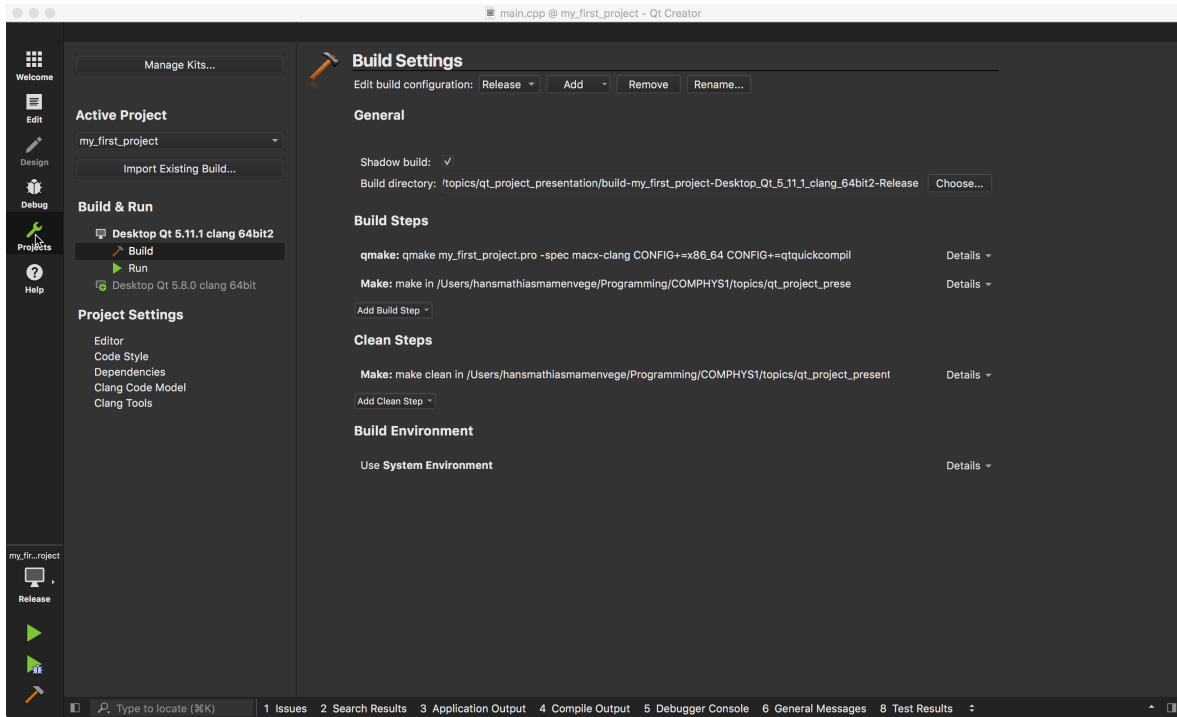 main.cpp @ my_first_project - Qt Creator
Welcome
Edit
Design
Debug
Projects
Help
my_fir...roject
Release
Manage Kits...
Active Project
my_first_project
Import Existing Build...
Build & Run
Desktop Qt 5.11.1 clang 64bit2
Build
Run
Desktop Qt 5.8.0 clang 64bit
Project Settings
Editor
Code Style
Dependencies
Clang Code Model
Clang Tools
Build Settings
Edit build configuration: Release Add Remove Rename...
General
Shadow build: ✓
Build directory: /topics/qt_project_presentation/build-my_first_project-Desktop_Qt_5_11_1_clang_64bit2-Release Choose...
Build Steps
qmake: qmake my_first_project.pro -spec macx-clang CONFIG+=x86_64 CONFIG+=qtquickcompil Details
Make: make in /Users/hansmathiasmamenvege/Programming/COMPHYS1/topics/qt_project_prese Details
Add Build Step
Clean Steps
Make: make clean in /Users/hansmathiasmamenvege/Programming/COMPHYS1/topics/qt_project_present Details
Add Clean Step
Build Environment
Use System Environment Details
Type to locate (⌘K) 1 Issues 2 Search Results 3 Application Output 4 Compile Output 5 Debugger Console 6 General Messages 8 Test Results